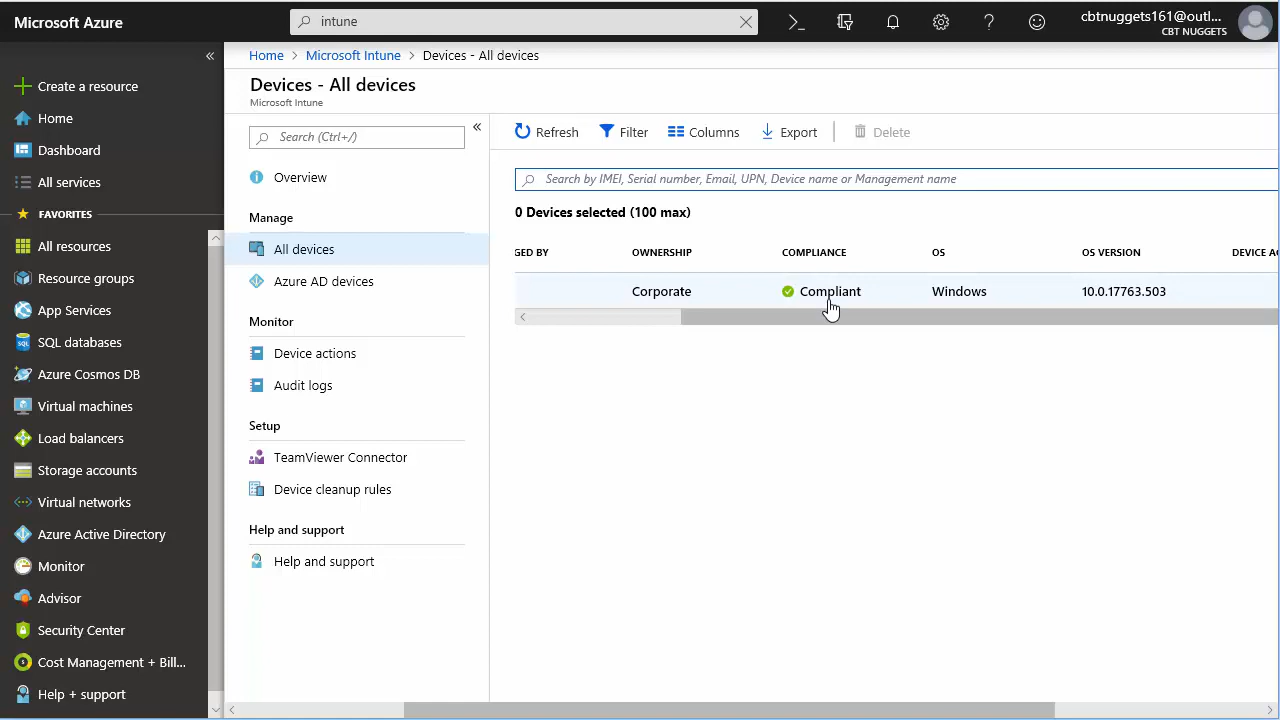 Microsoft Azure
intune
cbtnuggets161@outl...
CBT NUGGETS
Create a resource
Home
Dashboard
All services
FAVORITES
All resources
Resource groups
App Services
SQL databases
Azure Cosmos DB
Virtual machines
Load balancers
Storage accounts
Virtual networks
Azure Active Directory
Monitor
Advisor
Security Center
Cost Management + Bill...
Help + support
Home > Microsoft Intune > Devices - All devices
Devices - All devices
Microsoft Intune
Search (Ctrl+/)
Overview
Manage
All devices
Azure AD devices
Monitor
Device actions
Audit logs
Setup
TeamViewer Connector
Device cleanup rules
Help and support
Help and support
Refresh Filter Columns Export Delete
Search by IMEI, Serial number, Email, UPN, Device name or Management name
0 Devices selected (100 max)
GED BY OWNERSHIP COMPLIANCE OS OS VERSION DEVICE AC
Corporate Compliant Windows 10.0.17763.503